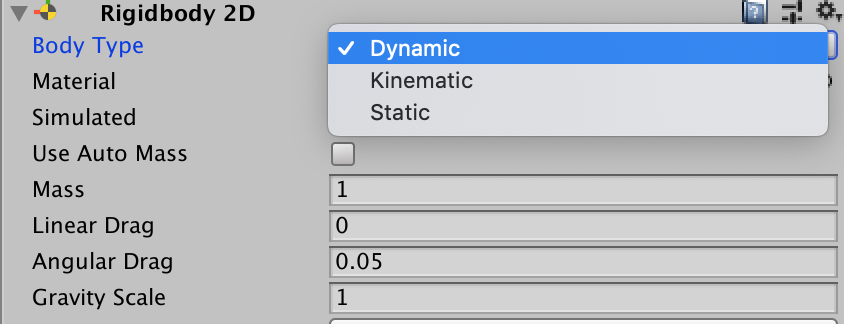 Rigidbody 2D
Body Type
✓ Dynamic
Kinematic
Static
Material
Simulated
Use Auto Mass
Mass 1
Linear Drag 0
Angular Drag 0.05
Gravity Scale 1